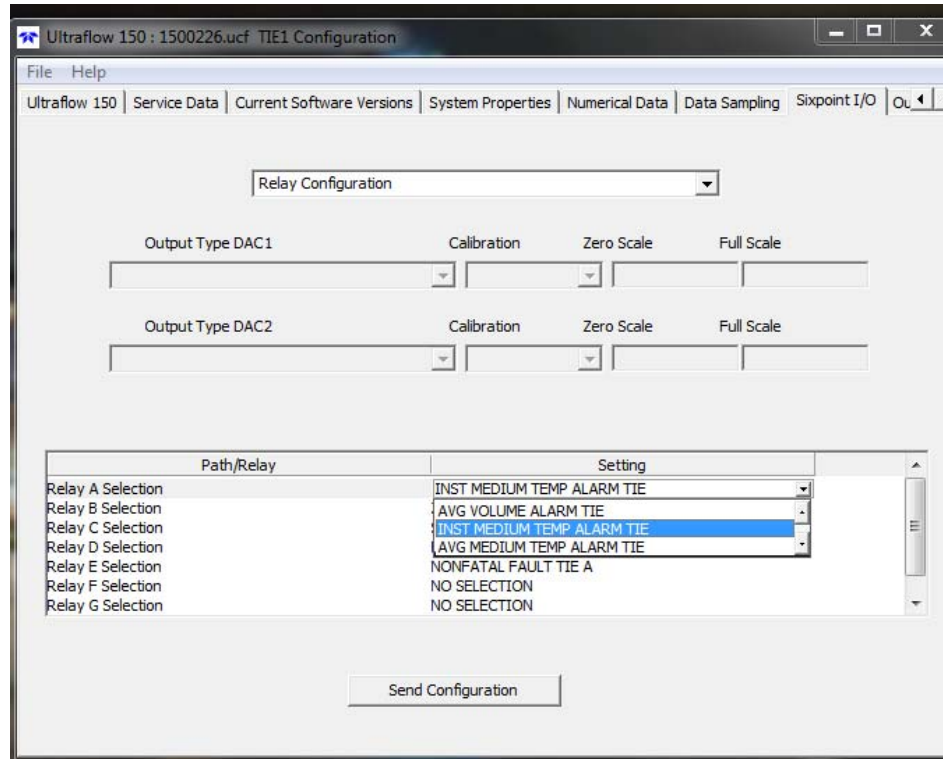 Ultraflow 150 : 1500226.ucf TIE1 Configuration
File Help
Ultraflow 150 Service Data Current Software Versions System Properties Numerical Data Data Sampling Sixpoint I/O
Relay Configuration
Output Type DAC1 Calibration Zero Scale Full Scale
Output Type DAC2 Calibration Zero Scale Full Scale
Path/Relay Setting
Relay A Selection INST MEDIUM TEMP ALARM TIE
Relay B Selection AVG VOLUME ALARM TIE
Relay C Selection INST MEDIUM TEMP ALARM TIE
Relay D Selection AVG MEDIUM TEMP ALARM TIE
Relay E Selection NONFATAL FAULT TIE A
Relay F Selection NO SELECTION
Relay G Selection NO SELECTION
Send Configuration